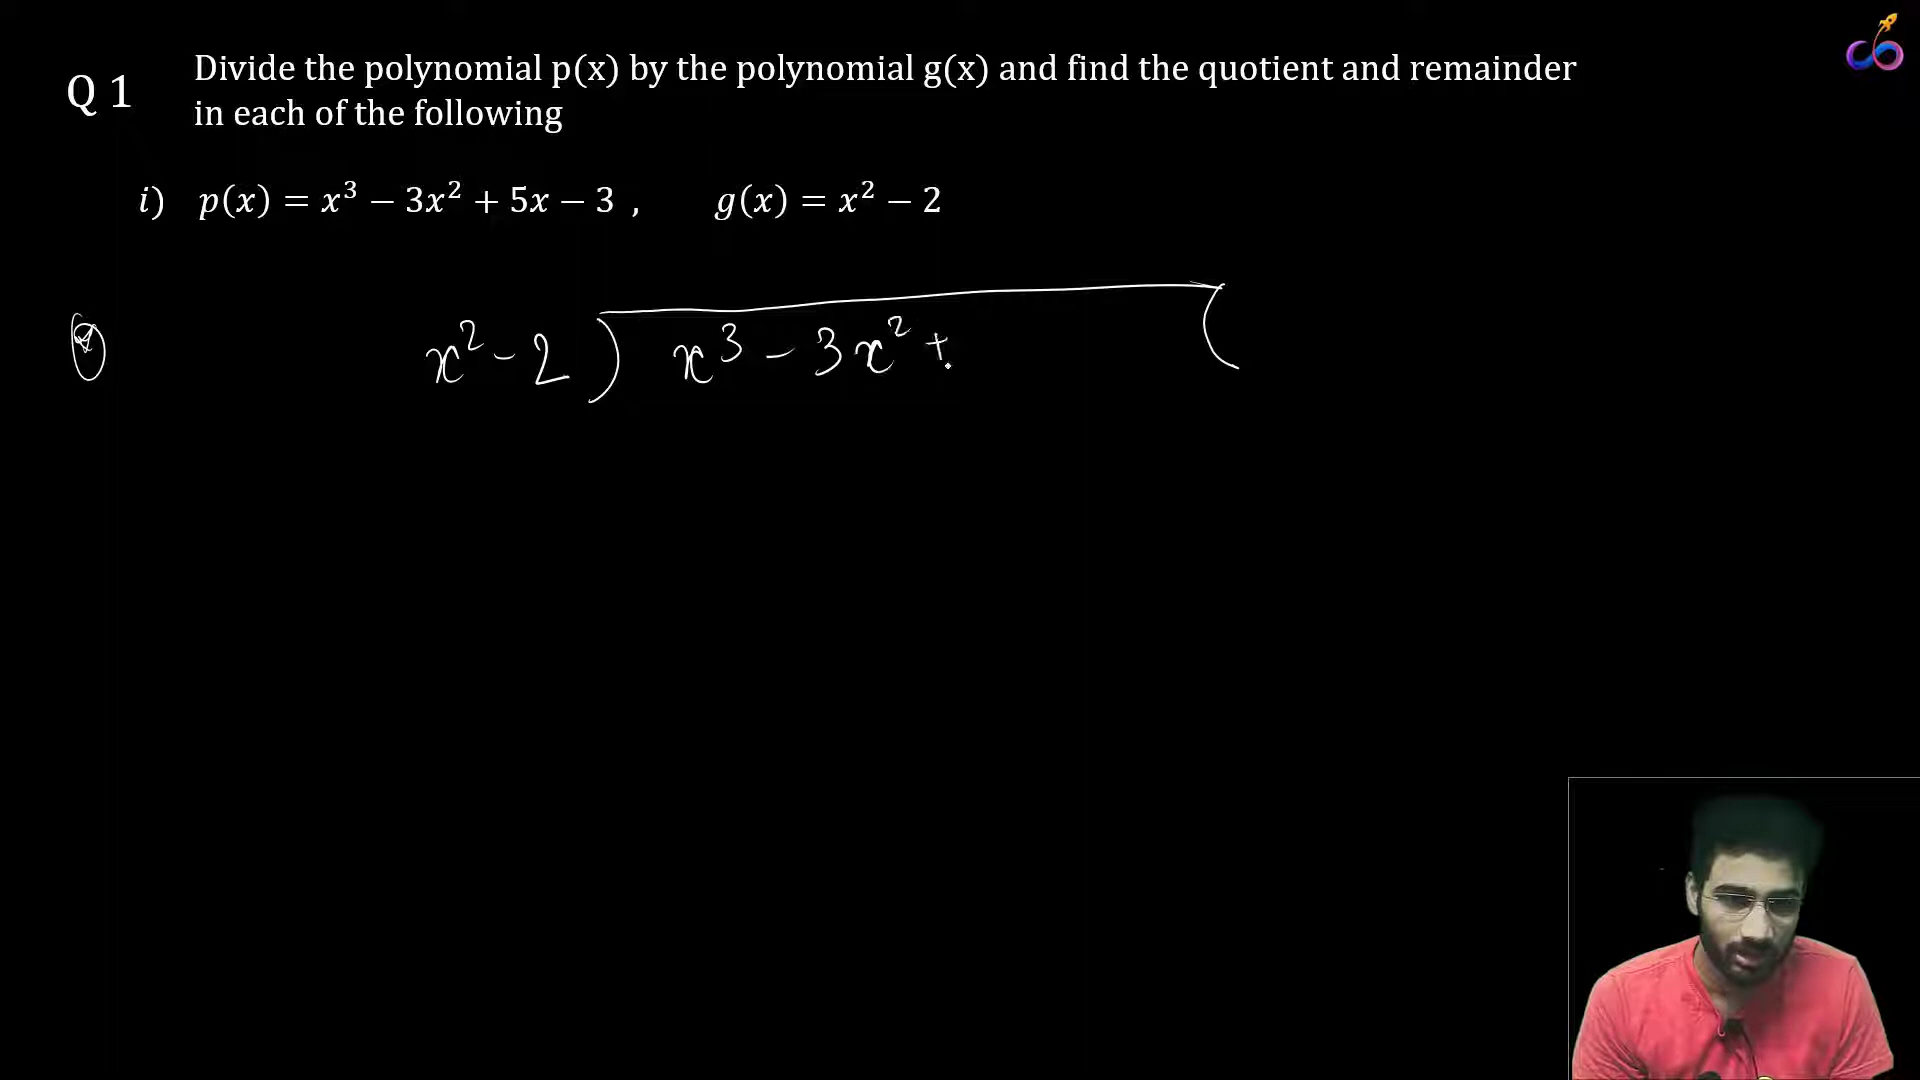 Q 1 Divide the polynomial p(x) by the polynomial g(x) and find the quotient and remainder
in each of the following
i) p(x) = x³ − 3x² + 5x − 3 , g(x) = x² − 2
x² - 2 ) x³ - 3x² + (